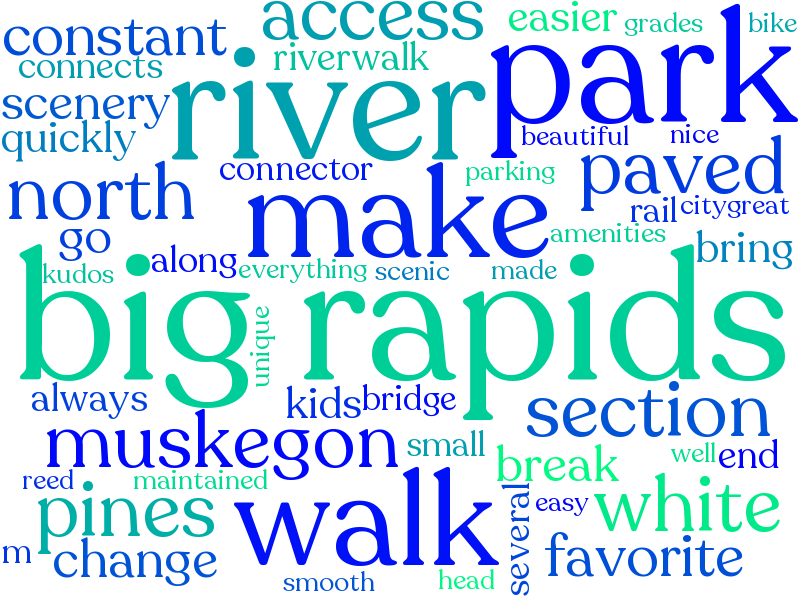 constant access easier grades bike
connects riverwalk park
scenery river
quickly beautiful nice
connector parking paved
north make rail citygreat
go amenities bring
kudos along everything scenic made
big rapids
unique
always kids bridge section
muskegon small
reed maintained break well end
pines walk several easy white
m change favorite
smooth head